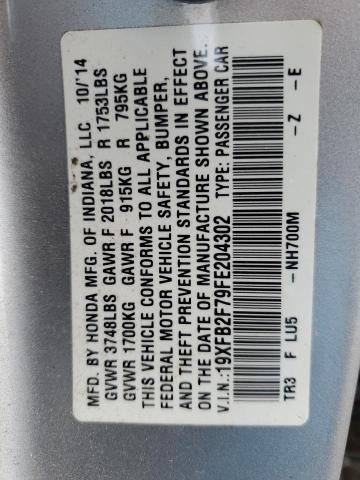 MFD. BY HONDA MFG. OF INDIANA, LLC 10/'14
GVWR 3748LBS GAWR F 2018LBS R 1753LBS
GVWR 1700KG GAWR F 915KG R 795KG
THIS VEHICLE CONFORMS TO ALL APPLICABLE
FEDERAL MOTOR VEHICLE SAFETY, BUMPER,
AND THEFT PREVENTION STANDARDS IN EFFECT
ON THE DATE OF MANUFACTURE SHOWN ABOVE.
V.I.N.:19XFB2F79FE204302 TYPE: PASSENGER CAR
TR3 F LU5 -NH700M -Z -E